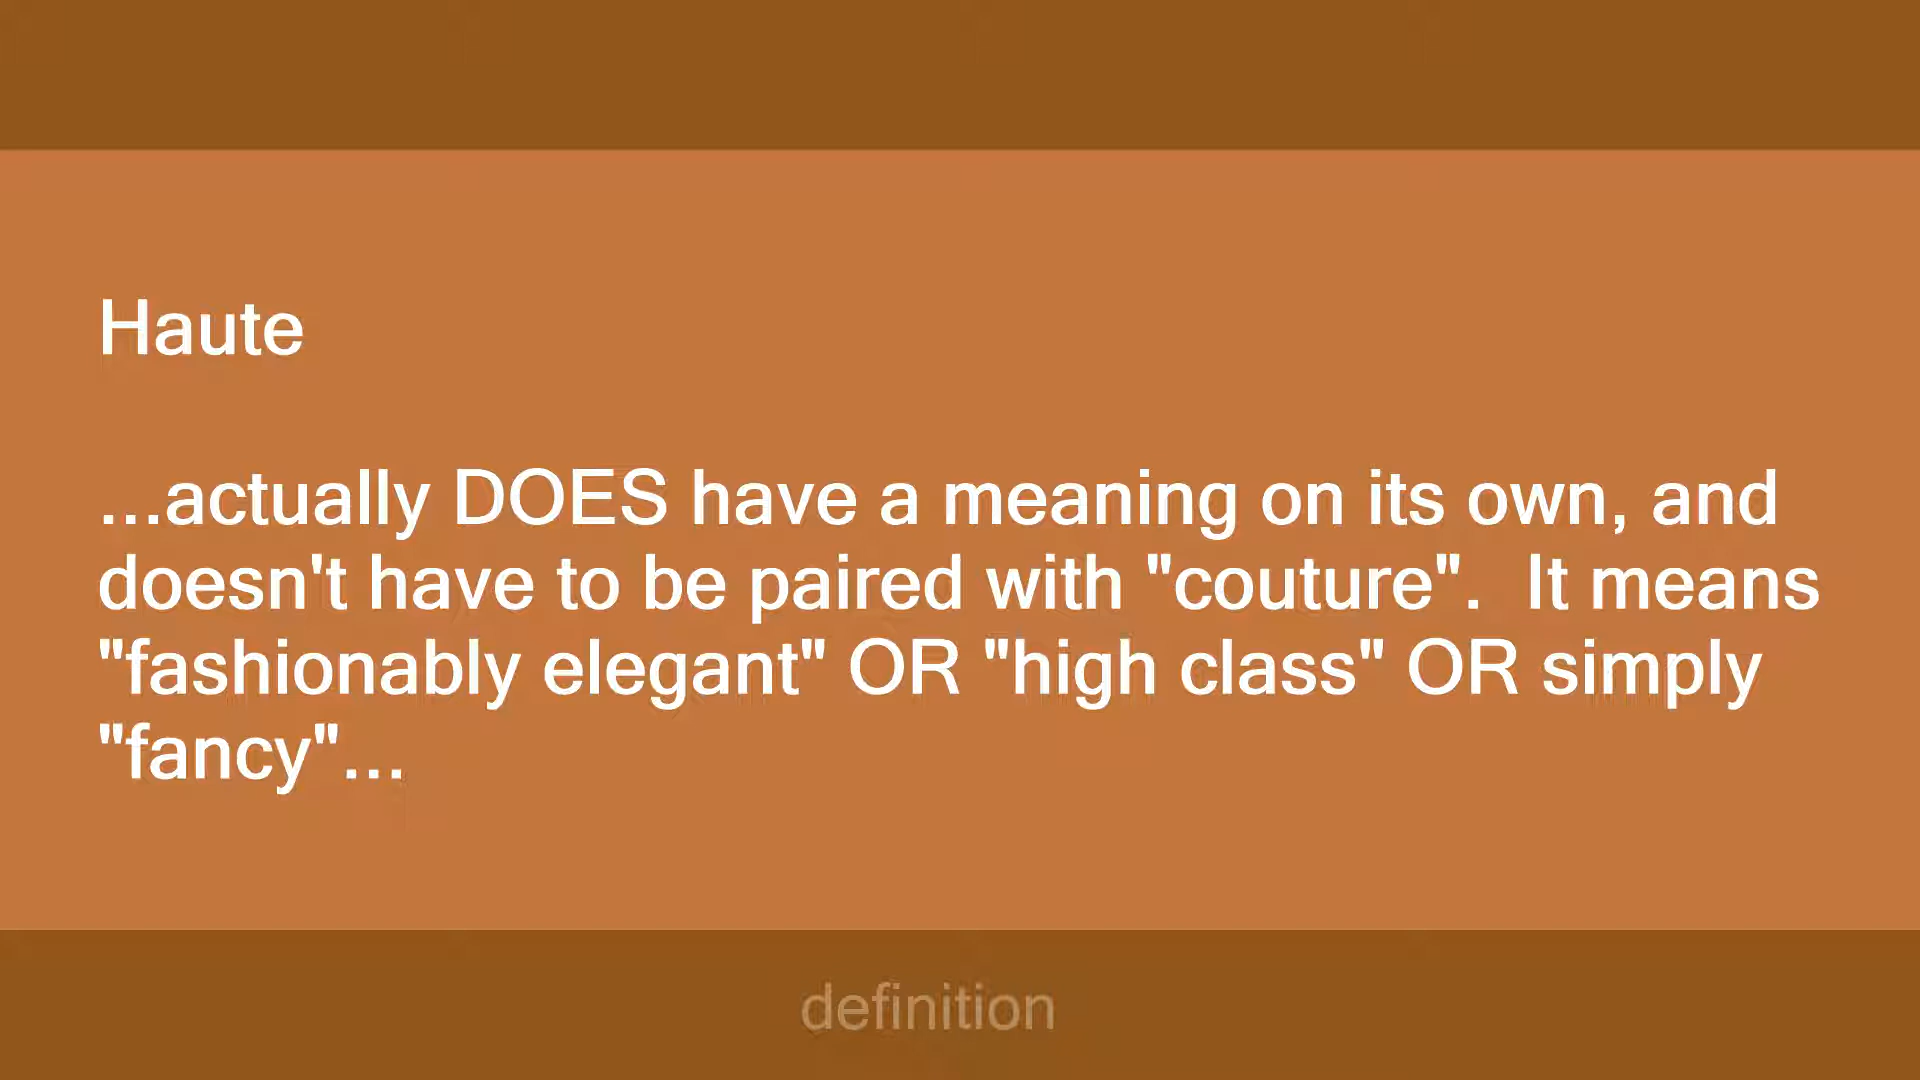 Haute
...actually DOES have a meaning on its own, and
doesn't have to be paired with "couture".  It means
"fashionably elegant" OR "high class" OR simply
"fancy"...
definition